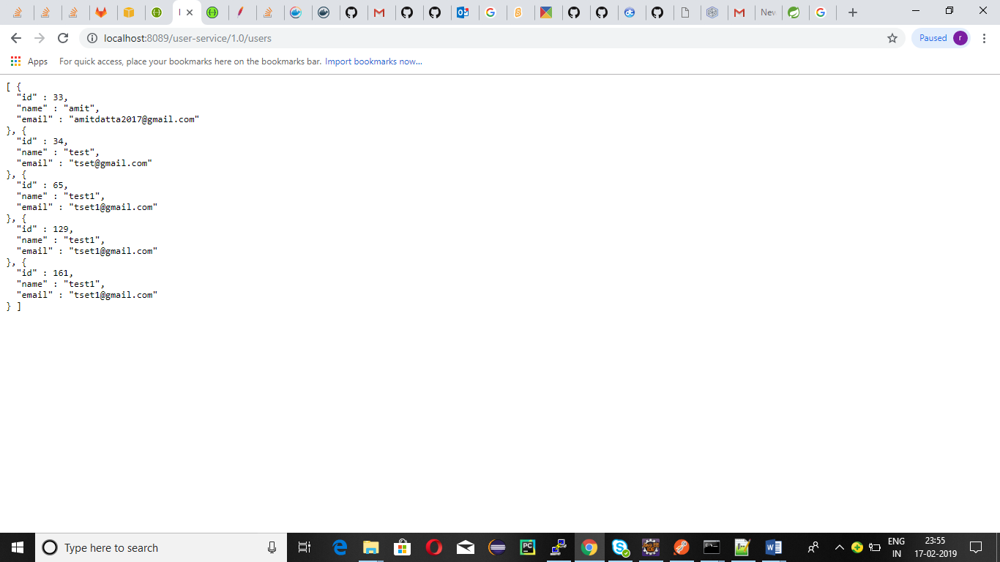 New
localhost:8089/user-service/1.0/users
Paused
r
Apps
For quick access, place your bookmarks here on the bookmarks bar. Import bookmarks now...
[ {
"id" : 33,
"name" : "amit",
"email" : "amitdatta2017@gmail.com"
}, {
"id" : 34,
"name" : "test",
"email" : "tset@gmail.com"
}, {
"id" : 65,
"name" : "test1",
"email" : "tset1@gmail.com"
}, {
"id" : 129,
"name" : "test1",
"email" : "tset1@gmail.com"
}, {
"id" : 161,
"name" : "test1",
"email" : "tset1@gmail.com"
} ]
Type here to search
ENG
IN
23:55
17-02-2019